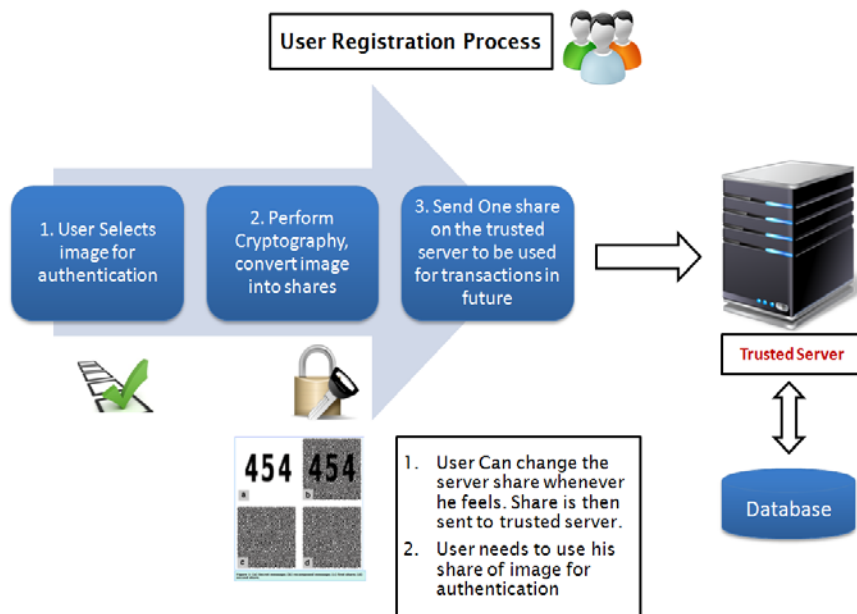 User Registration Process
1. User Selects
image for
authentication
2. Perform
Cryptography,
convert image
into shares
3. Send One share
on the trusted
server to be used
for transactions in
future
Trusted Server
454
454
a
b
c
d
1. User Can change the
server share whenever
he feels. Share is then
sent to trusted server.
2. User needs to use his
share of image for
authentication
Database